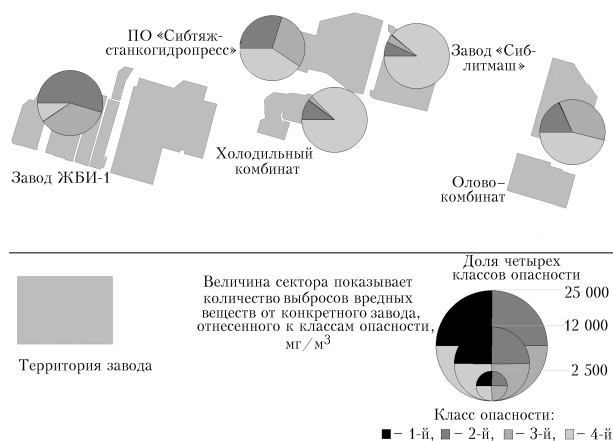 ПО «Сибтяж-
станкогидропресс»
Завод «Сиб-
литмаш»
Холодильный
комбинат
Завод ЖБИ-1
Олово–
комбинат
Территория завода
Величина сектора показывает
количество выбросов вредных
веществ от конкретного завода,
отнесенного к классам опасности,
мг/м³
Доля четырех
классов опасности
25 000
12 000
2 500
Класс опасности:
– 1-й, – 2-й, – 3-й, – 4-й